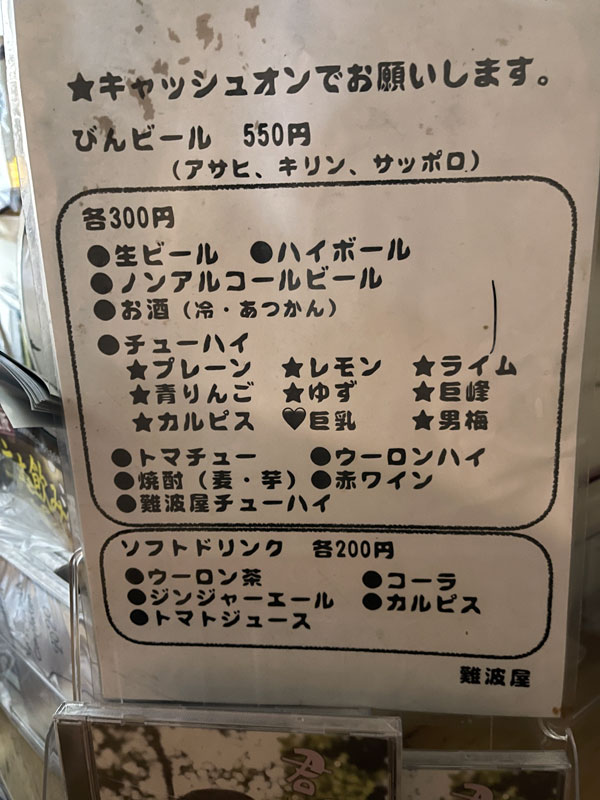 ★キャッシュオンでお願いします。
びんビール 550円
(アサヒ、キリン、サッポロ)
各300円
●生ビール ●ハイボール
●ノンアルコールビール
●お酒(冷・あつかん)
●チューハイ
★プレーン ★レモン ★ライム
★青りんご ★ゆず ★巨峰
★カルピス ♥巨乳 ★男梅
●トマチュー ●ウーロンハイ
●焼酎(麦・芋) ●赤ワイン
●難波屋チューハイ
ソフトドリンク 各200円
●ウーロン茶 ●コーラ
●ジンジャーエール ●カルピス
●トマトジュース
難波屋
君